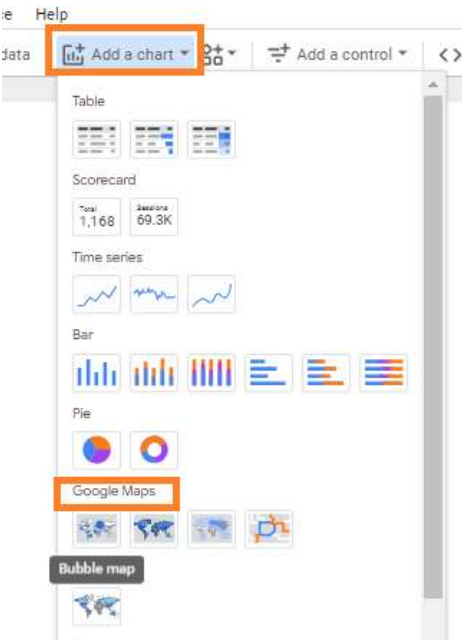 e Help
data Add a chart Add a control
Table
Scorecard
Total
1,168
Sessions
69.3K
Time series
Bar
Pie
Google Maps
Bubble map